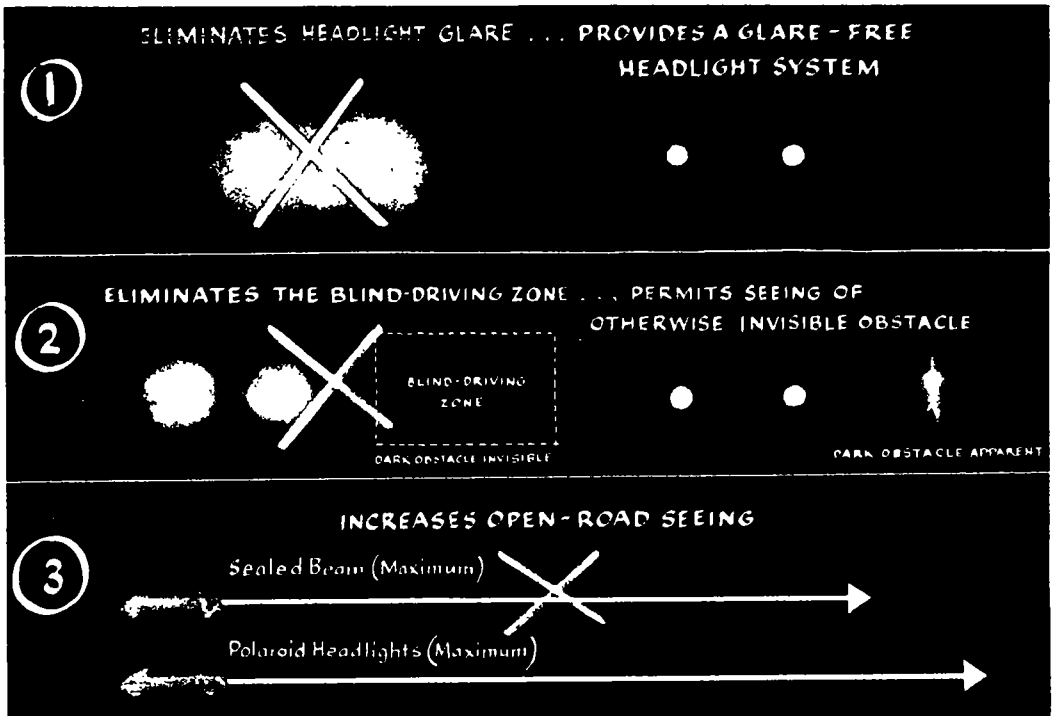 ELIMINATES HEADLIGHT GLARE ... PROVIDES A GLARE-FREE
HEADLIGHT SYSTEM
1
ELIMINATES THE BLIND-DRIVING ZONE ... PERMITS SEEING OF
OTHERWISE INVISIBLE OBSTACLE
2
BLIND-DRIVING
ZONE
DARK OBSTACLE INVISIBLE
DARK OBSTACLE APPARENT
INCREASES OPEN-ROAD SEEING
3
Sealed Beam (Maximum)
Polaroid Headlights (Maximum)